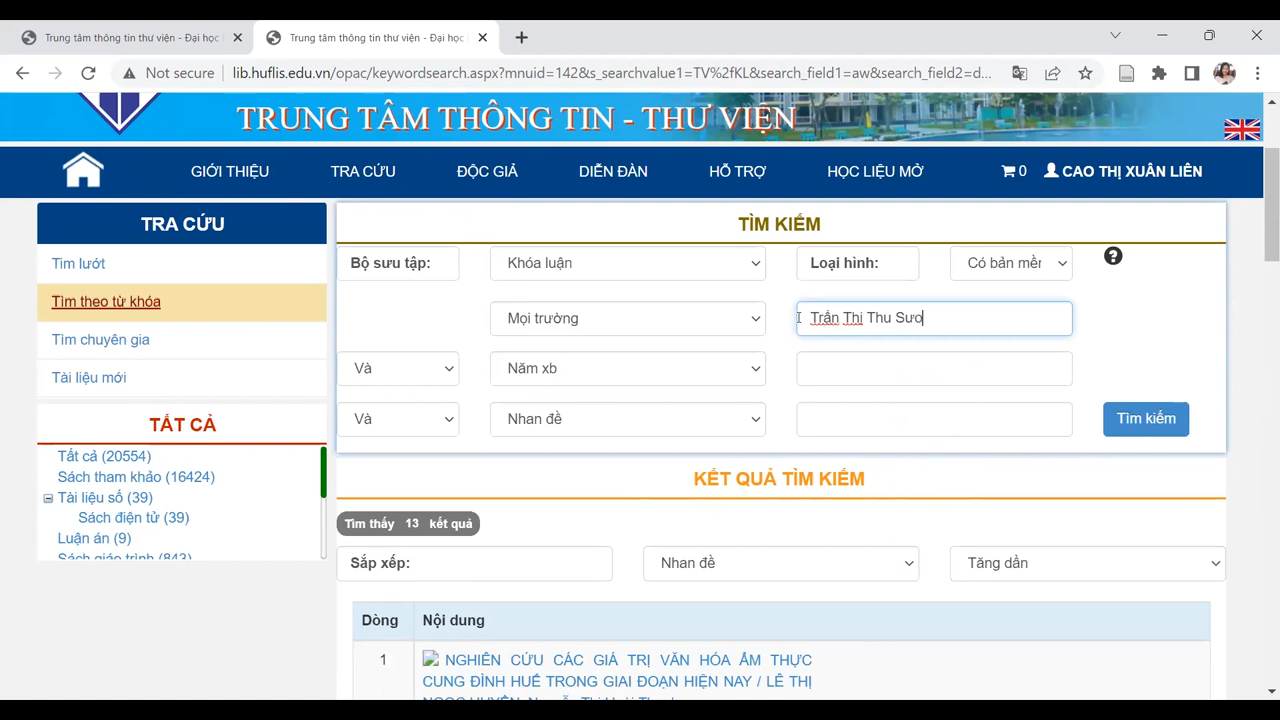 Trung tâm thông tin thư viện - Đại học
Trung tâm thông tin thư viện - Đại học
Not secure
lib.huflis.edu.vn/opac/keywordsearch.aspx?mnuid=142&s_searchvalue1=TV%2fKL&search_field1=aw&search_field2=d...
TRUNG TÂM THÔNG TIN - THƯ VIỆN
GIỚI THIỆU TRA CỨU ĐỘC GIẢ DIỄN ĐÀN HỖ TRỢ HỌC LIỆU MỞ 0 CAO THỊ XUÂN LIÊN
TRA CỨU
Tìm lướt
Tìm theo từ khóa
Tìm chuyên gia
Tài liệu mới
TẤT CẢ
Tất cả (20554)
Sách tham khảo (16424)
Tài liệu số (39)
Sách điện tử (39)
Luận án (9)
Sách giáo trình (843)
TÌM KIẾM
Bộ sưu tập: Khóa luận Loại hình: Có bản mềm
Mọi trường Trần Thị Thu Sươ
Và Năm xb
Và Nhan đề Tìm kiếm
KẾT QUẢ TÌM KIẾM
Tìm thấy 13 kết quả
Sắp xếp: Nhan đề Tăng dần
Dòng Nội dung
1 NGHIÊN CỨU CÁC GIÁ TRỊ VĂN HÓA ẨM THỰC
CUNG ĐÌNH HUẾ TRONG GIAI ĐOẠN HIỆN NAY / LÊ THỊ